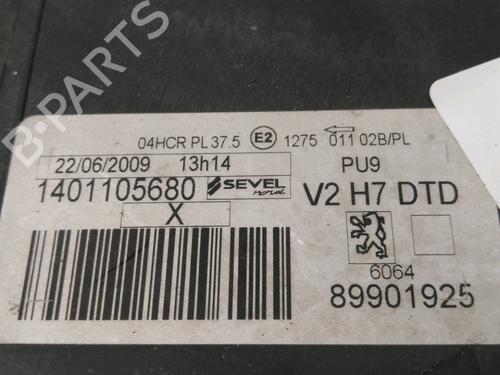 04HCR PL 37.5 E2 1275 011 02B/PL
22/06/2009 13h14
PU9
1401105680 SEVEL
V2 H7 DTD
X
6064
89901925
B-PARTS